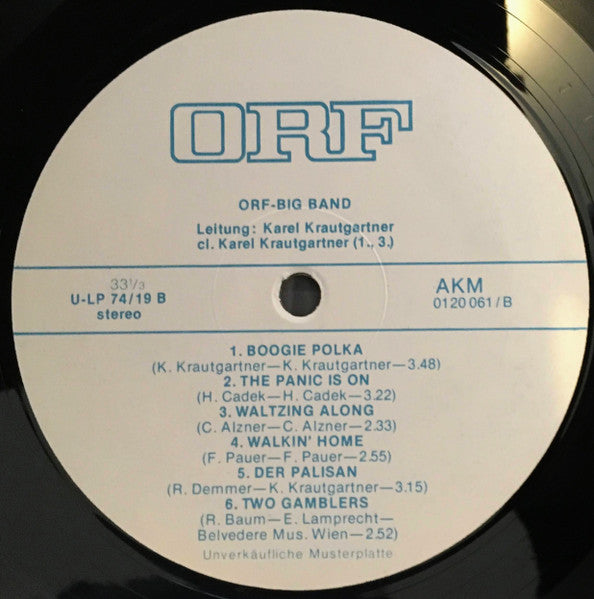 ORF
ORF-BIG BAND
Leitung: Karel Krautgartner
cl. Karel Krautgartner (1., 3.)
33⅓
U-LP 74/19 B
stereo
AKM
0120 061/B
1. BOOGIE POLKA
(K. Krautgartner—K. Krautgartner—3.48)
2. THE PANIC IS ON
(H. Cadek—H. Cadek—3.22)
3. WALTZING ALONG
(C. Alzner—C. Alzner—2.33)
4. WALKIN' HOME
(F. Pauer—F. Pauer—2.55)
5. DER PALISAN
(R. Demmer—K. Krautgartner—3.15)
6. TWO GAMBLERS
(R. Baum—E. Lamprecht—
Belvedere Mus. Wien—2.52)
Unverkäufliche Musterplatte